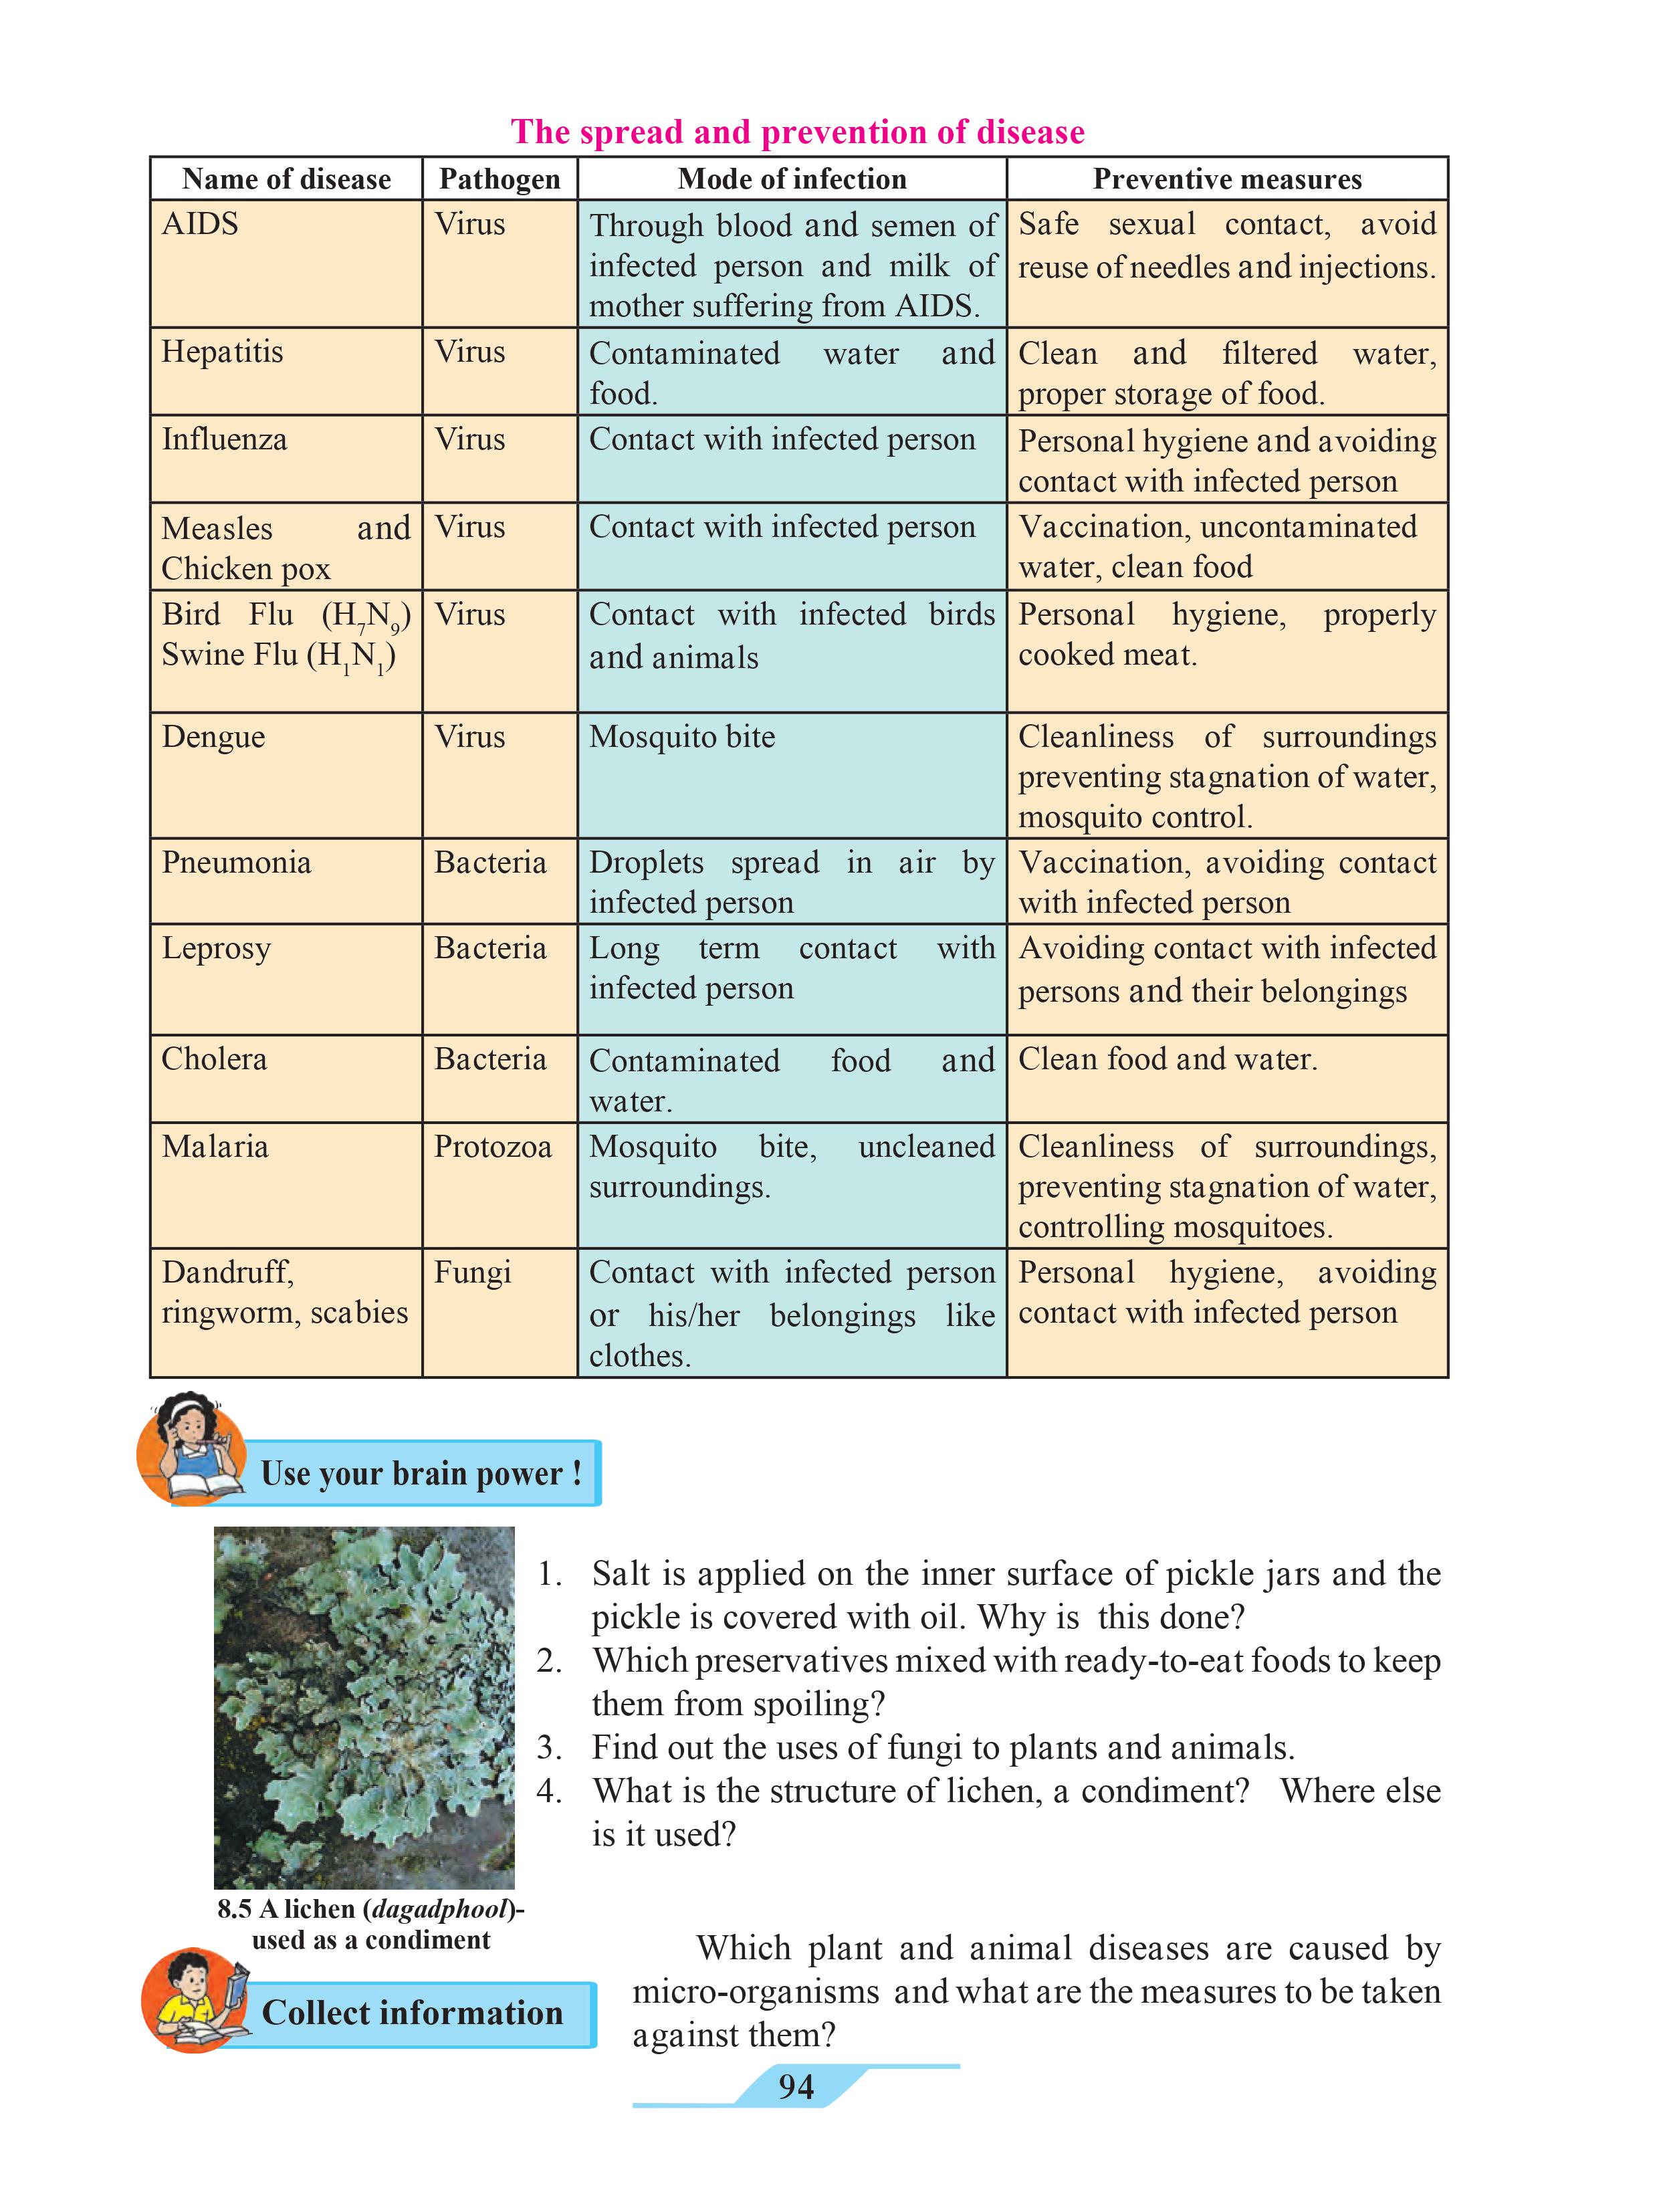 The spread and prevention of disease
Name of disease Pathogen Mode of infection Preventive measures
AIDS Virus Through blood and semen of infected person and milk of mother suffering from AIDS. Safe sexual contact, avoid reuse of needles and injections.
Hepatitis Virus Contaminated water and food. Clean and filtered water, proper storage of food.
Influenza Virus Contact with infected person Personal hygiene and avoiding contact with infected person
Measles and Chicken pox Virus Contact with infected person Vaccination, uncontaminated water, clean food
Bird Flu (H₇N₉) Swine Flu (H₁N₁) Virus Contact with infected birds and animals Personal hygiene, properly cooked meat.
Dengue Virus Mosquito bite Cleanliness of surroundings preventing stagnation of water, mosquito control.
Pneumonia Bacteria Droplets spread in air by infected person Vaccination, avoiding contact with infected person
Leprosy Bacteria Long term contact with infected person Avoiding contact with infected persons and their belongings
Cholera Bacteria Contaminated food and water. Clean food and water.
Malaria Protozoa Mosquito bite, uncleaned surroundings. Cleanliness of surroundings, preventing stagnation of water, controlling mosquitoes.
Dandruff, ringworm, scabies Fungi Contact with infected person or his/her belongings like clothes. Personal hygiene, avoiding contact with infected person
Use your brain power !
1. Salt is applied on the inner surface of pickle jars and the
pickle is covered with oil. Why is this done?
2. Which preservatives mixed with ready-to-eat foods to keep
them from spoiling?
3. Find out the uses of fungi to plants and animals.
4. What is the structure of lichen, a condiment? Where else
is it used?
8.5 A lichen (dagadphool)-
used as a condiment
Collect information
Which plant and animal diseases are caused by
micro-organisms and what are the measures to be taken
against them?
94